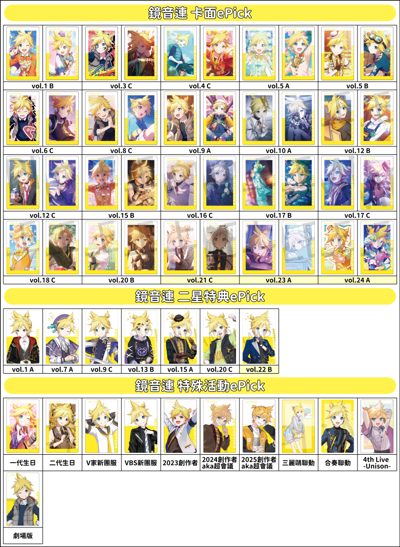 鏡音連 卡面ePick
vol.1 B vol.3 C vol.4 C vol.5 A vol.5 B
vol.6 C vol.8 C vol.9 A vol.10 A vol.12 B
vol.12 C vol.15 B vol.16 C vol.17 B vol.17 C
vol.18 C vol.20 B vol.21 C vol.23 A vol.24 A
鏡音連 二星特典ePick
vol.1 A vol.7 A vol.9 C vol.13 B vol.15 A vol.20 C vol.22 B
鏡音連 特殊活動ePick
一代生日 二代生日 V家新團服 VBS新團服 2023創作者 2024創作者 2025創作者 三麗鷗聯動 合奏聯動 4th Live
aka超會議 aka超會議 -Unison-
劇場版